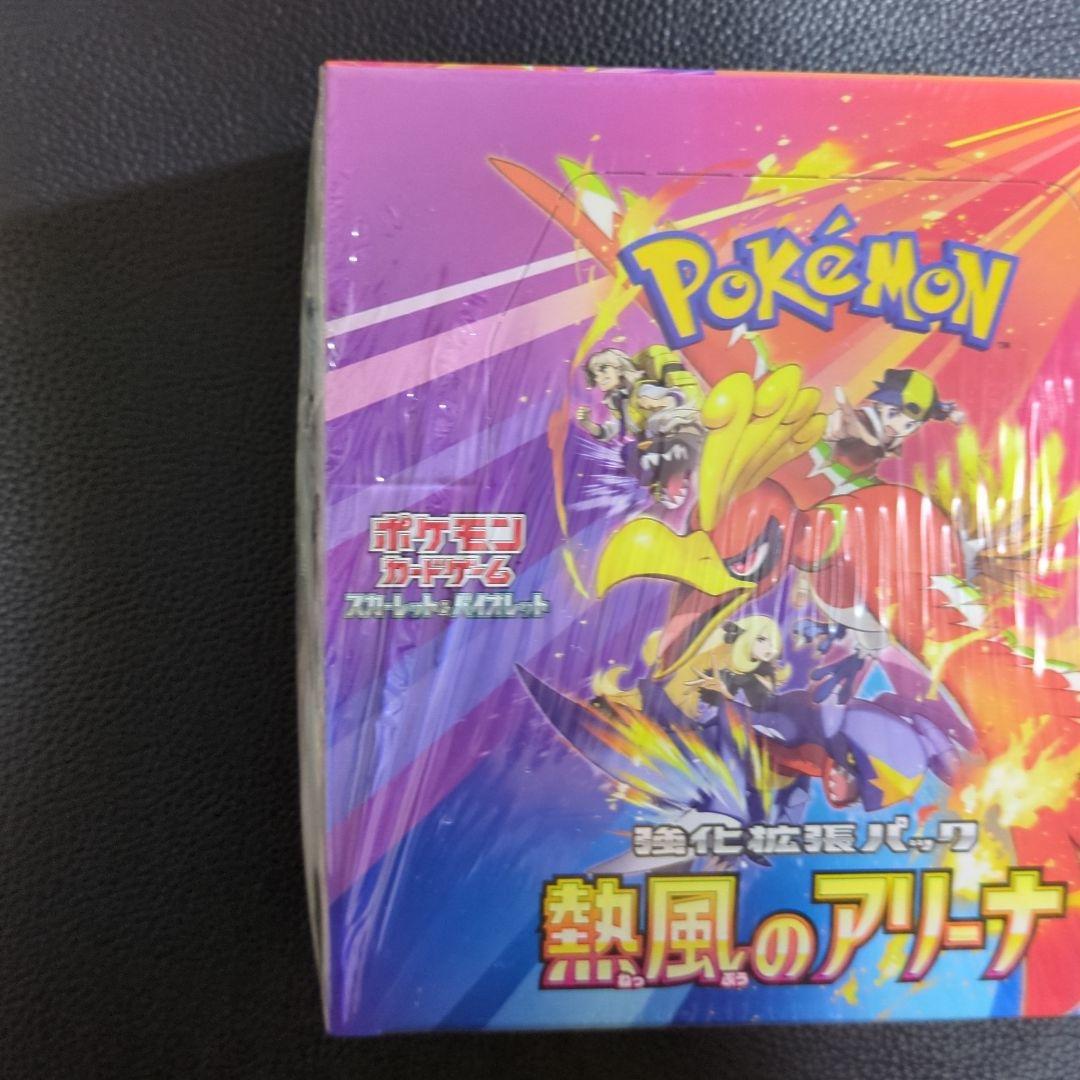 POKéMON
TM
ポケモン
カードゲーム
スカーレット&バイオレット
強化拡張パック
熱風のアリーナ
ねっ ぷう